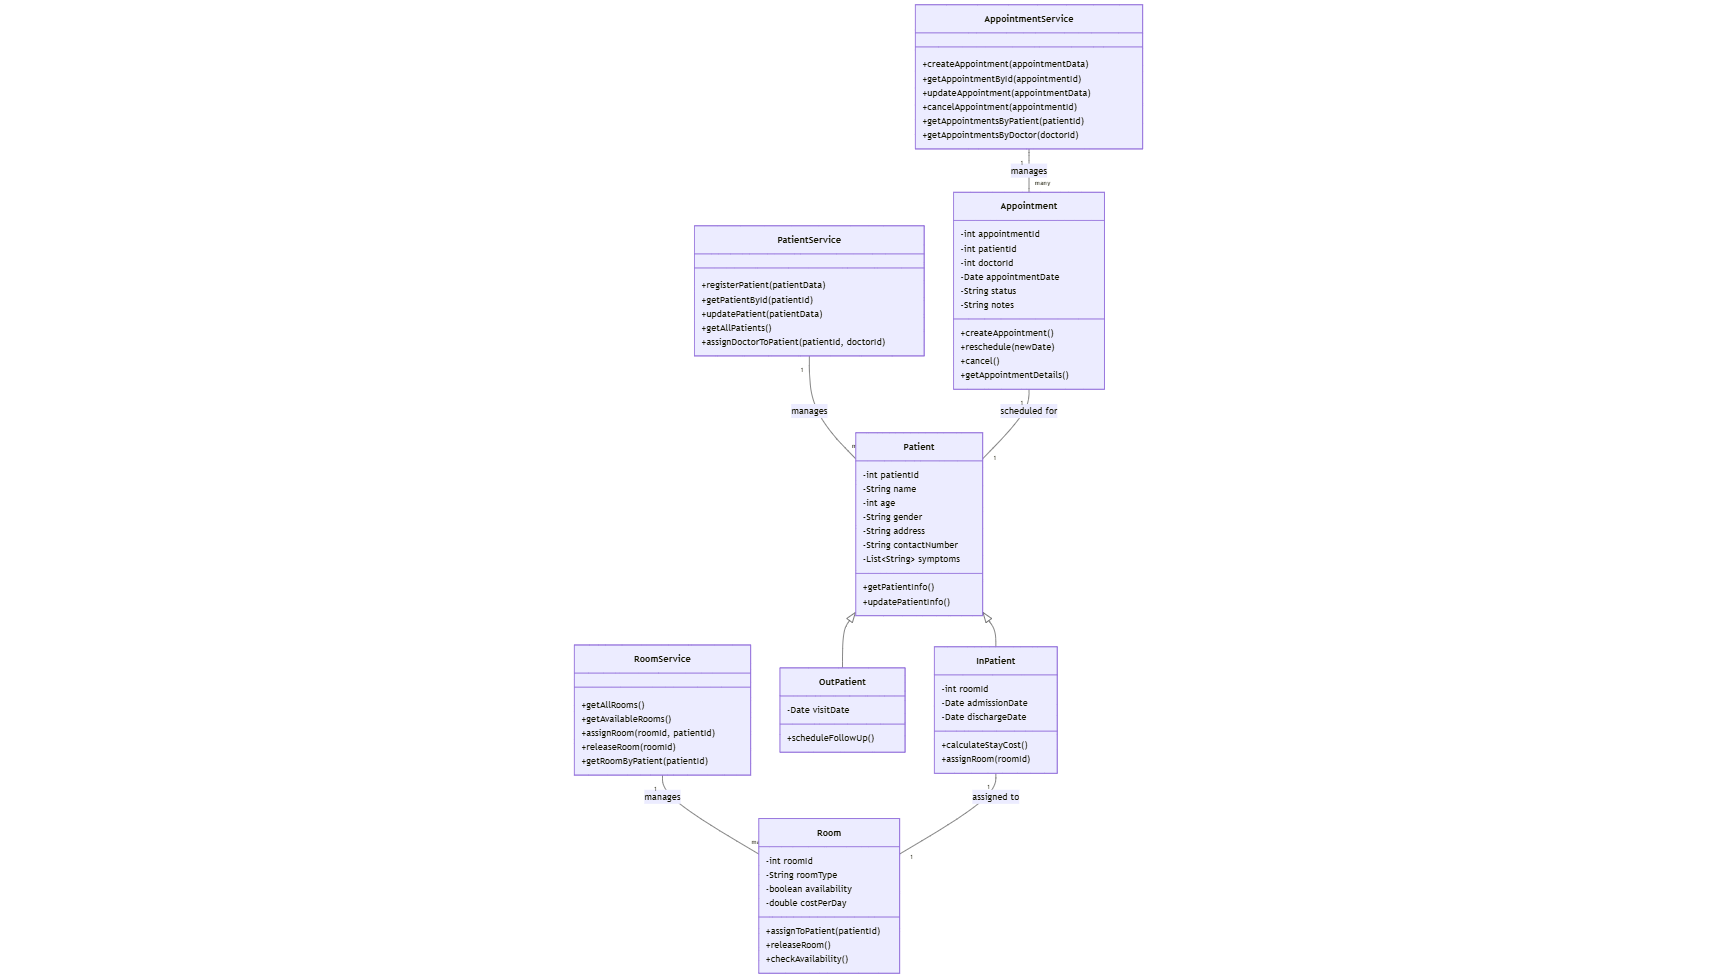 AppointmentService
+createAppointment(appointmentData)
+getAppointmentById(appointmentId)
+updateAppointment(appointmentData)
+cancelAppointment(appointmentId)
+getAppointmentsByPatient(patientId)
+getAppointmentsByDoctor(doctorId)
1
manages
many
Appointment
-int appointmentId
-int patientId
-int doctorId
-Date appointmentDate
-String status
-String notes
+createAppointment()
+reschedule(newDate)
+cancel()
+getAppointmentDetails()
PatientService
+registerPatient(patientData)
+getPatientById(patientId)
+updatePatient(patientData)
+getAllPatients()
+assignDoctorToPatient(patientId, doctorId)
1
manages
1
scheduled for
1
Patient
-int patientId
-String name
-int age
-String gender
-String address
-String contactNumber
-List<String> symptoms
+getPatientInfo()
+updatePatientInfo()
RoomService
+getAllRooms()
+getAvailableRooms()
+assignRoom(roomId, patientId)
+releaseRoom(roomId)
+getRoomByPatient(patientId)
OutPatient
-Date visitDate
+scheduleFollowUp()
InPatient
-int roomId
-Date admissionDate
-Date dischargeDate
+calculateStayCost()
+assignRoom(roomId)
1
manages
1
assigned to
1
Room
-int roomId
-String roomType
-boolean availability
-double costPerDay
+assignToPatient(patientId)
+releaseRoom()
+checkAvailability()